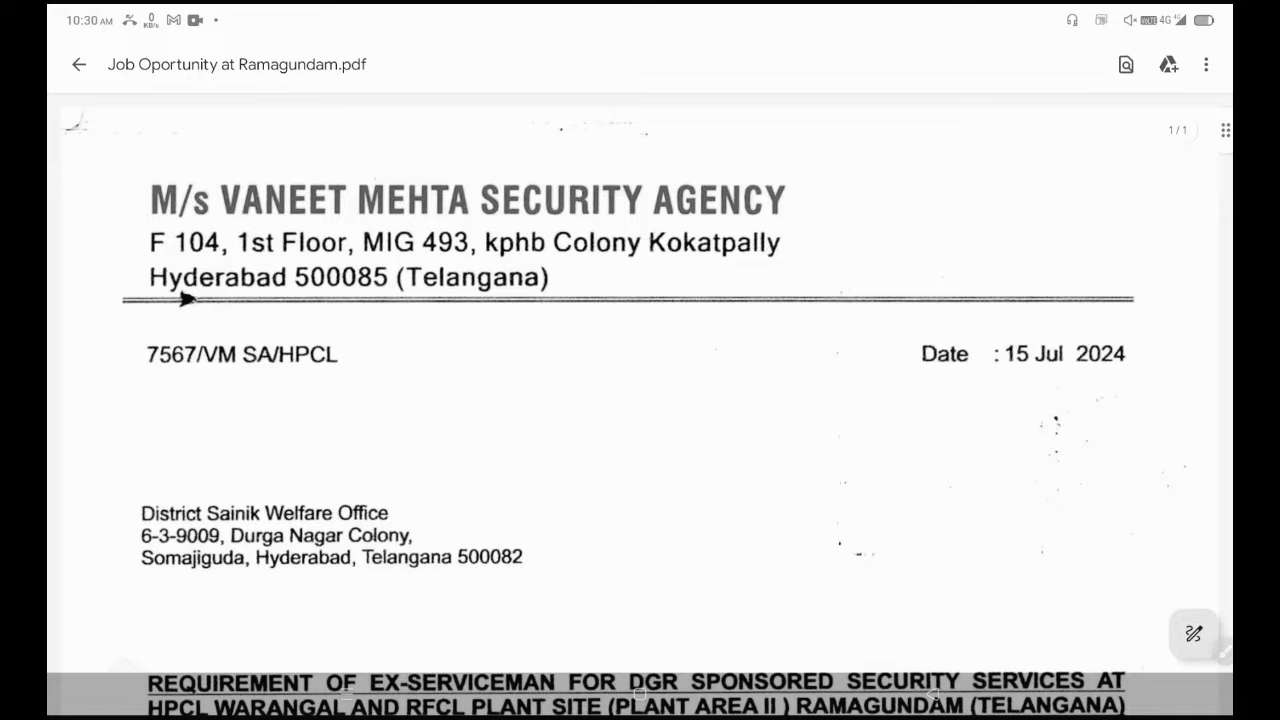 10:30 AM 0 KB/s 4G
Job Oportunity at Ramagundam.pdf
1/1
M/s VANEET MEHTA SECURITY AGENCY
F 104, 1st Floor, MIG 493, kphb Colony Kokatpally
Hyderabad 500085 (Telangana)
7567/VM SA/HPCL
Date : 15 Jul 2024
District Sainik Welfare Office
6-3-9009, Durga Nagar Colony,
Somajiguda, Hyderabad, Telangana 500082
REQUIREMENT OF EX-SERVICEMAN FOR DGR SPONSORED SECURITY SERVICES AT
HPCL WARANGAL AND RFCL PLANT SITE (PLANT AREA II ) RAMAGUNDAM (TELANGANA)